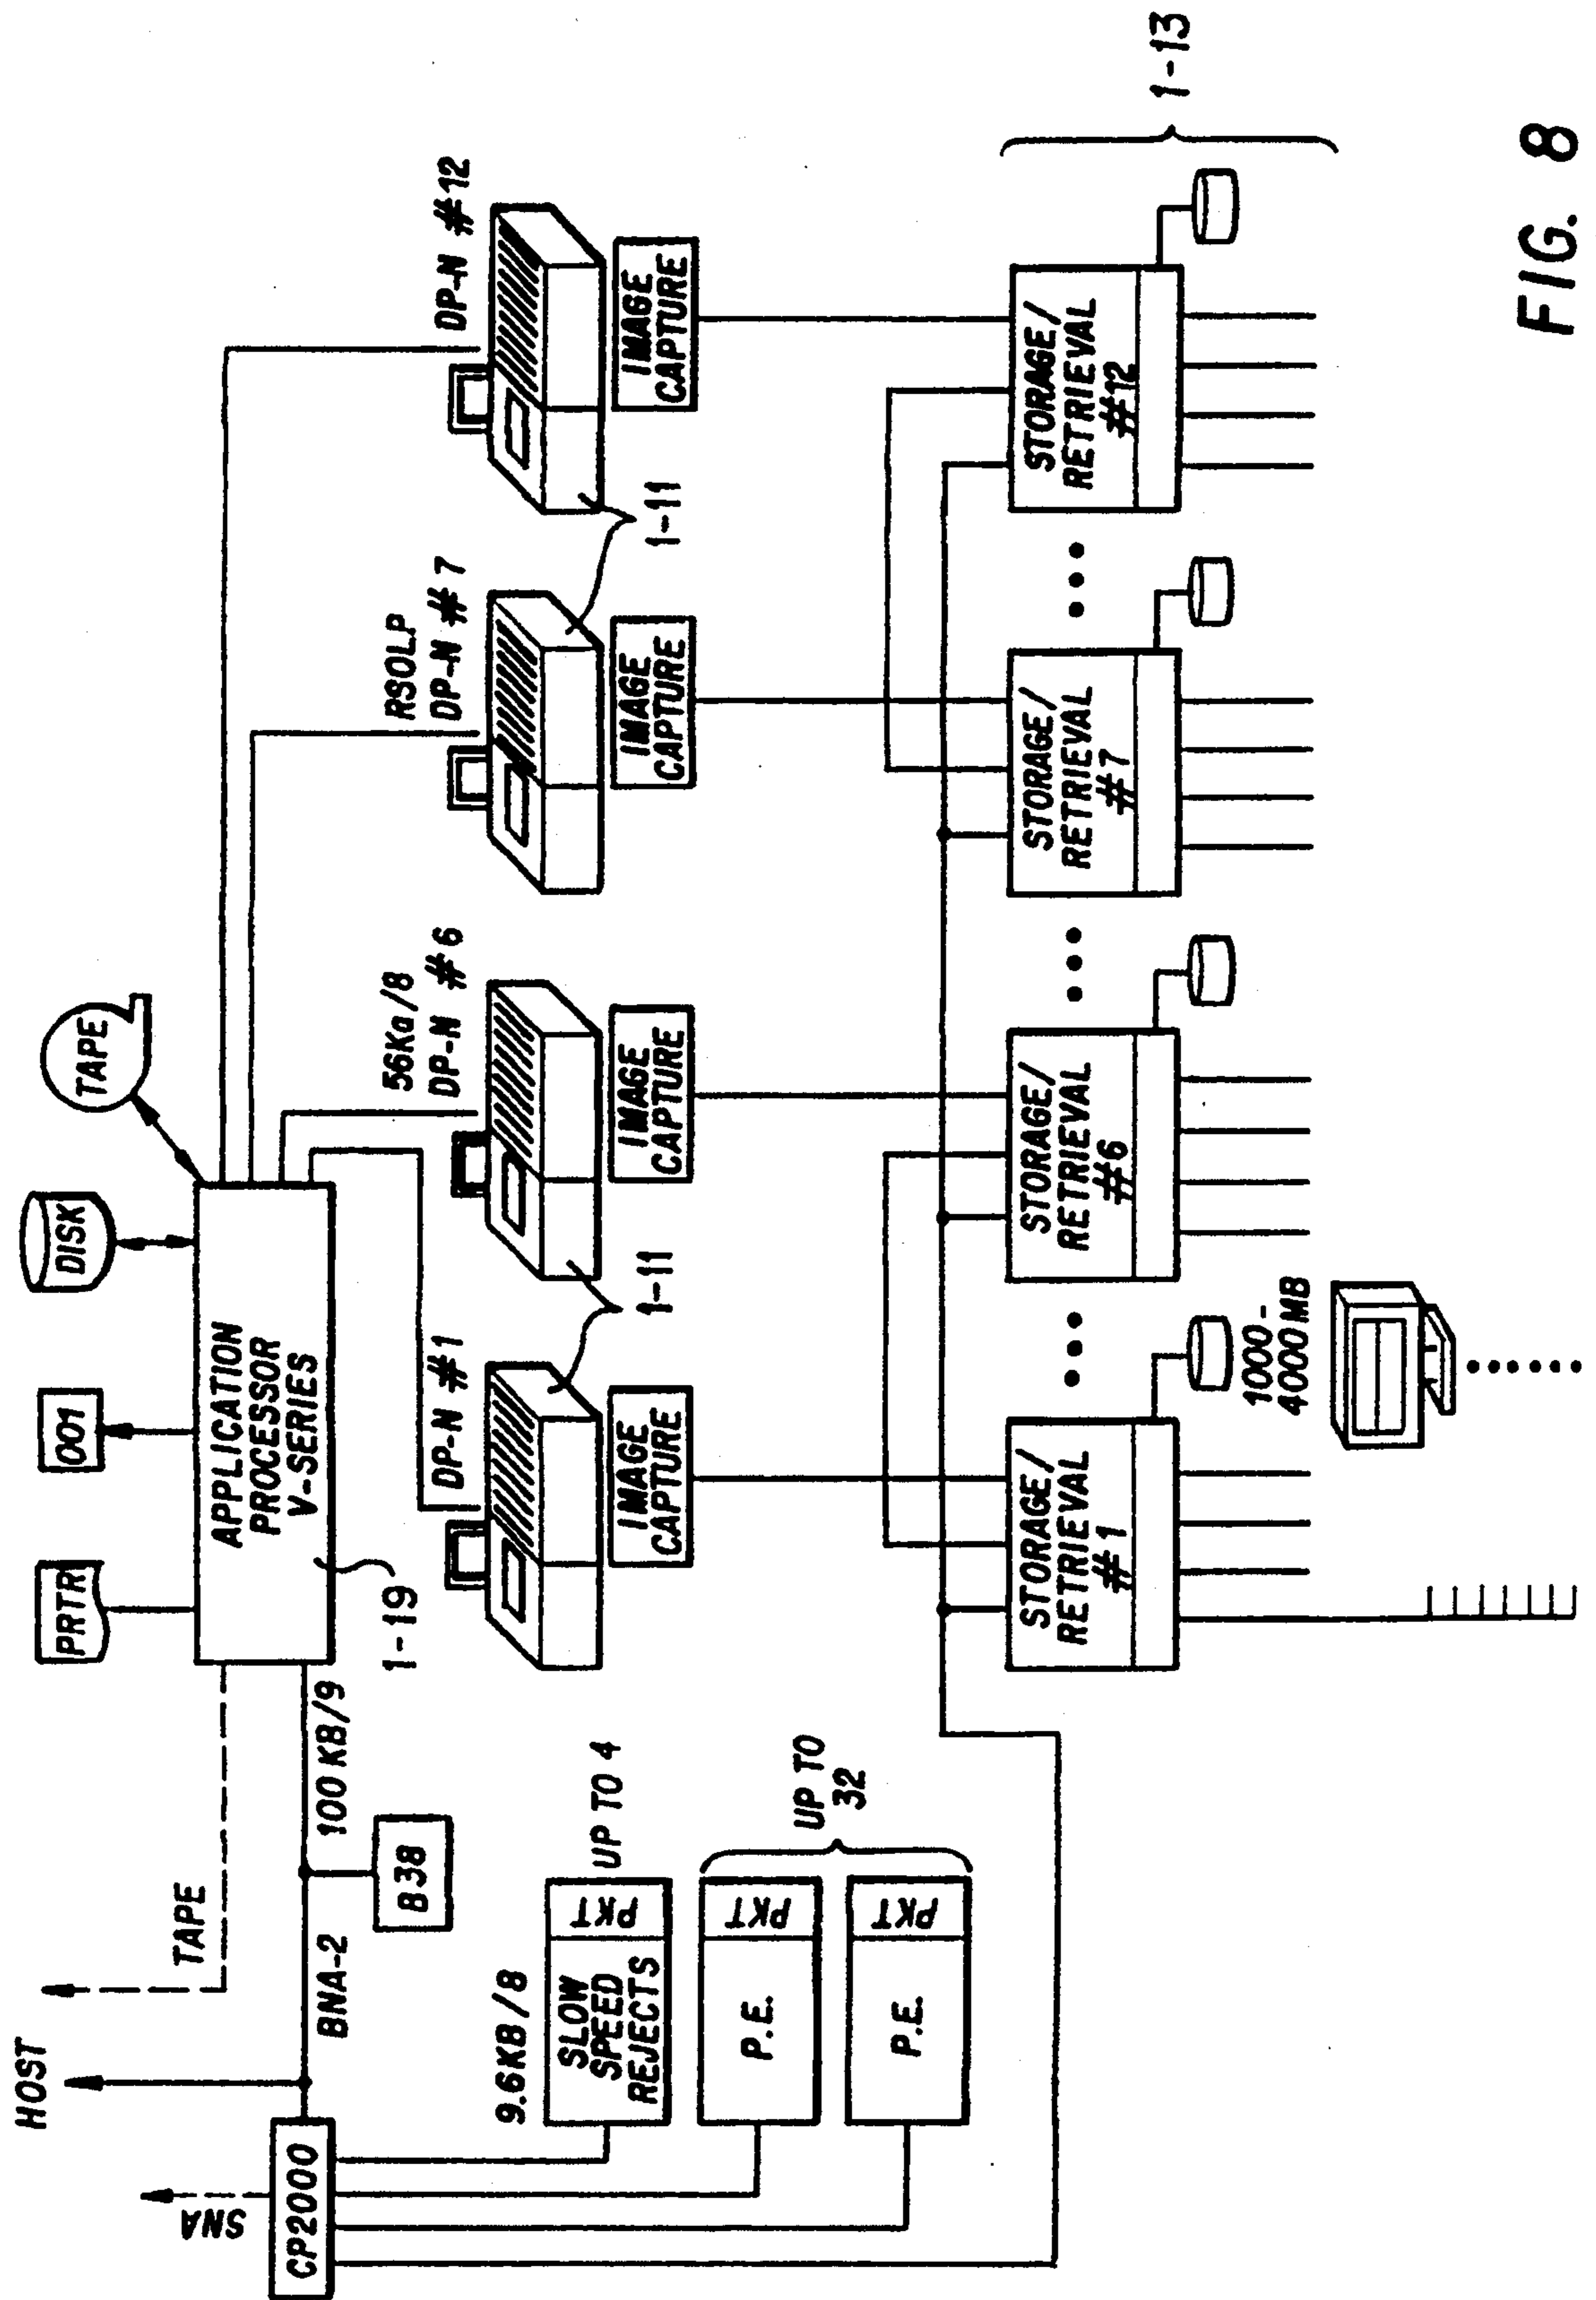 HOST
TAPE
PRTR
001
DISK
TAPE
SNA
CP2000
BNA-2
100 KB/9
B38
APPLICATION
PROCESSOR
V-SERIES
1-19
9.6KB/8
SLOW
SPEED
REJECTS
PKT
UP TO 4
P.E.
PKT
P.E.
PKT
UP TO
32
DP-N #1
56Ka/8
DP-N #6
RSOLP
DP-N #7
DP-N #12
1-11
1-11
IMAGE
CAPTURE
IMAGE
CAPTURE
IMAGE
CAPTURE
IMAGE
CAPTURE
STORAGE/
RETRIEVAL
#1
STORAGE/
RETRIEVAL
#6
STORAGE/
RETRIEVAL
#7
STORAGE/
RETRIEVAL
#12
1-13
1000-
4000MB
FIG. 8